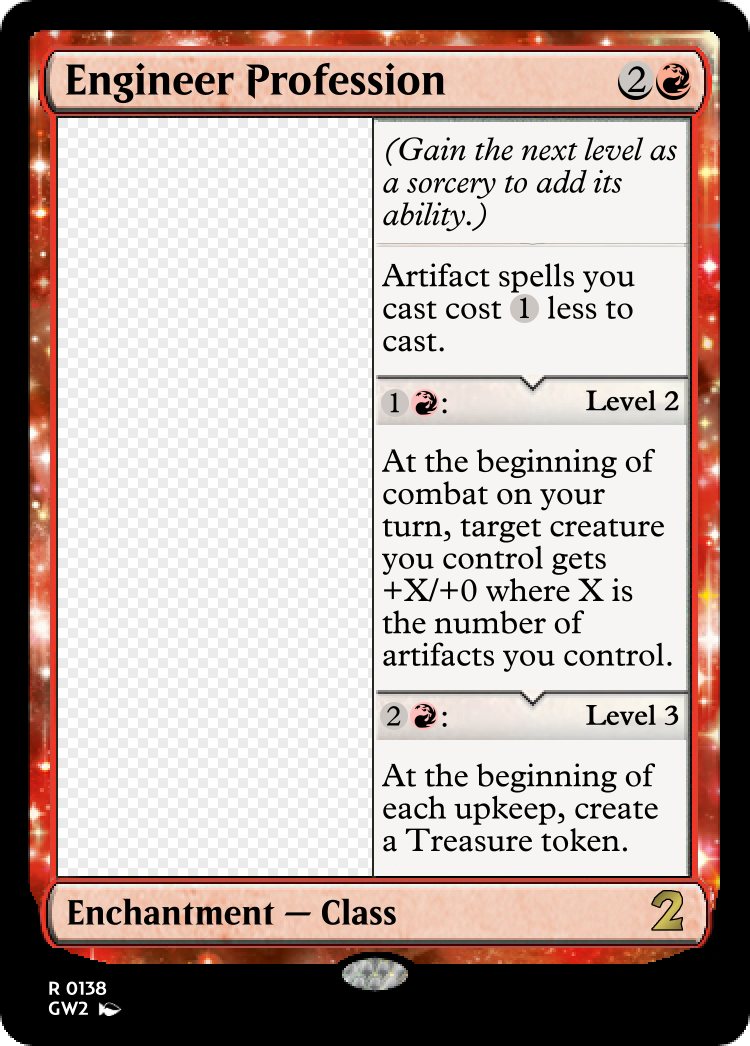 Engineer Profession 2
(Gain the next level as
a sorcery to add its
ability.)
Artifact spells you
cast cost 1 less to
cast.
1 : Level 2
At the beginning of
combat on your
turn, target creature
you control gets
+X/+0 where X is
the number of
artifacts you control.
2 : Level 3
At the beginning of
each upkeep, create
a Treasure token.
Enchantment — Class 2
R 0138
GW2